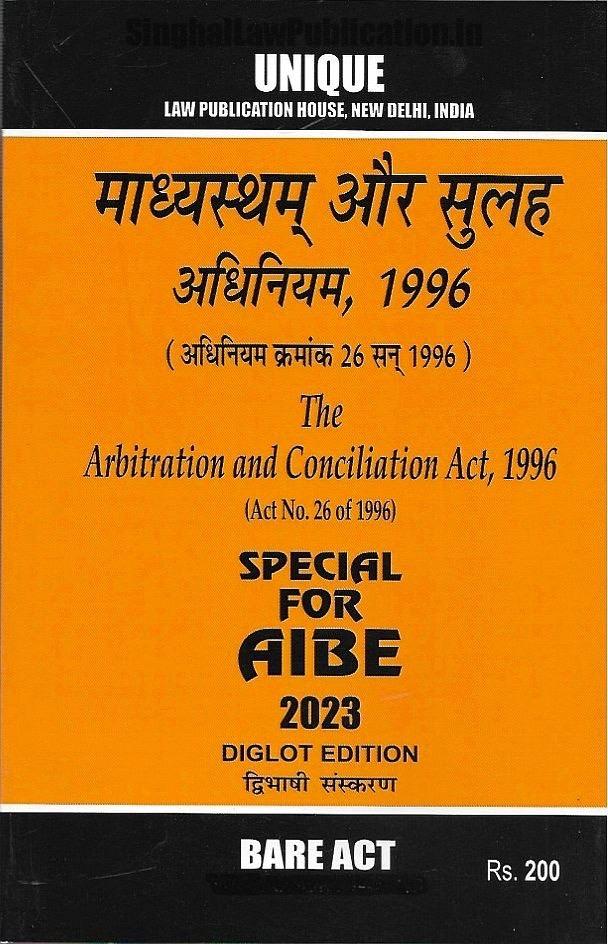 SinghalLawPublication.in
UNIQUE
LAW PUBLICATION HOUSE, NEW DELHI, INDIA
माध्यस्थम् और सुलह
अधिनियम, 1996
( अधिनियम क्रमांक 26 सन् 1996 )
The
Arbitration and Conciliation Act, 1996
(Act No. 26 of 1996)
SPECIAL
FOR
AIBE
2023
DIGLOT EDITION
द्विभाषी संस्करण
BARE ACT
Rs. 200